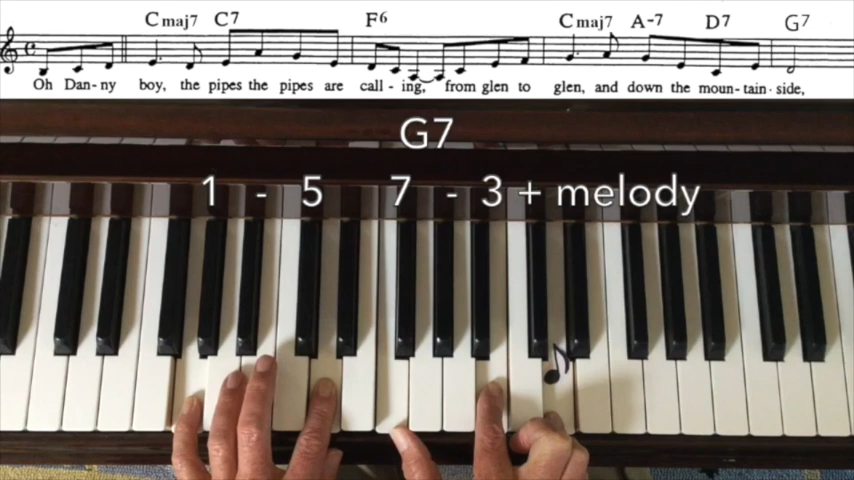 Cmaj7 C7 F6 Cmaj7 A-7 D7 G7
Oh Dan-ny boy, the pipes the pipes are call-ing, from glen to glen, and down the moun-tain-side,
G7
1 - 5 7 - 3 + melody